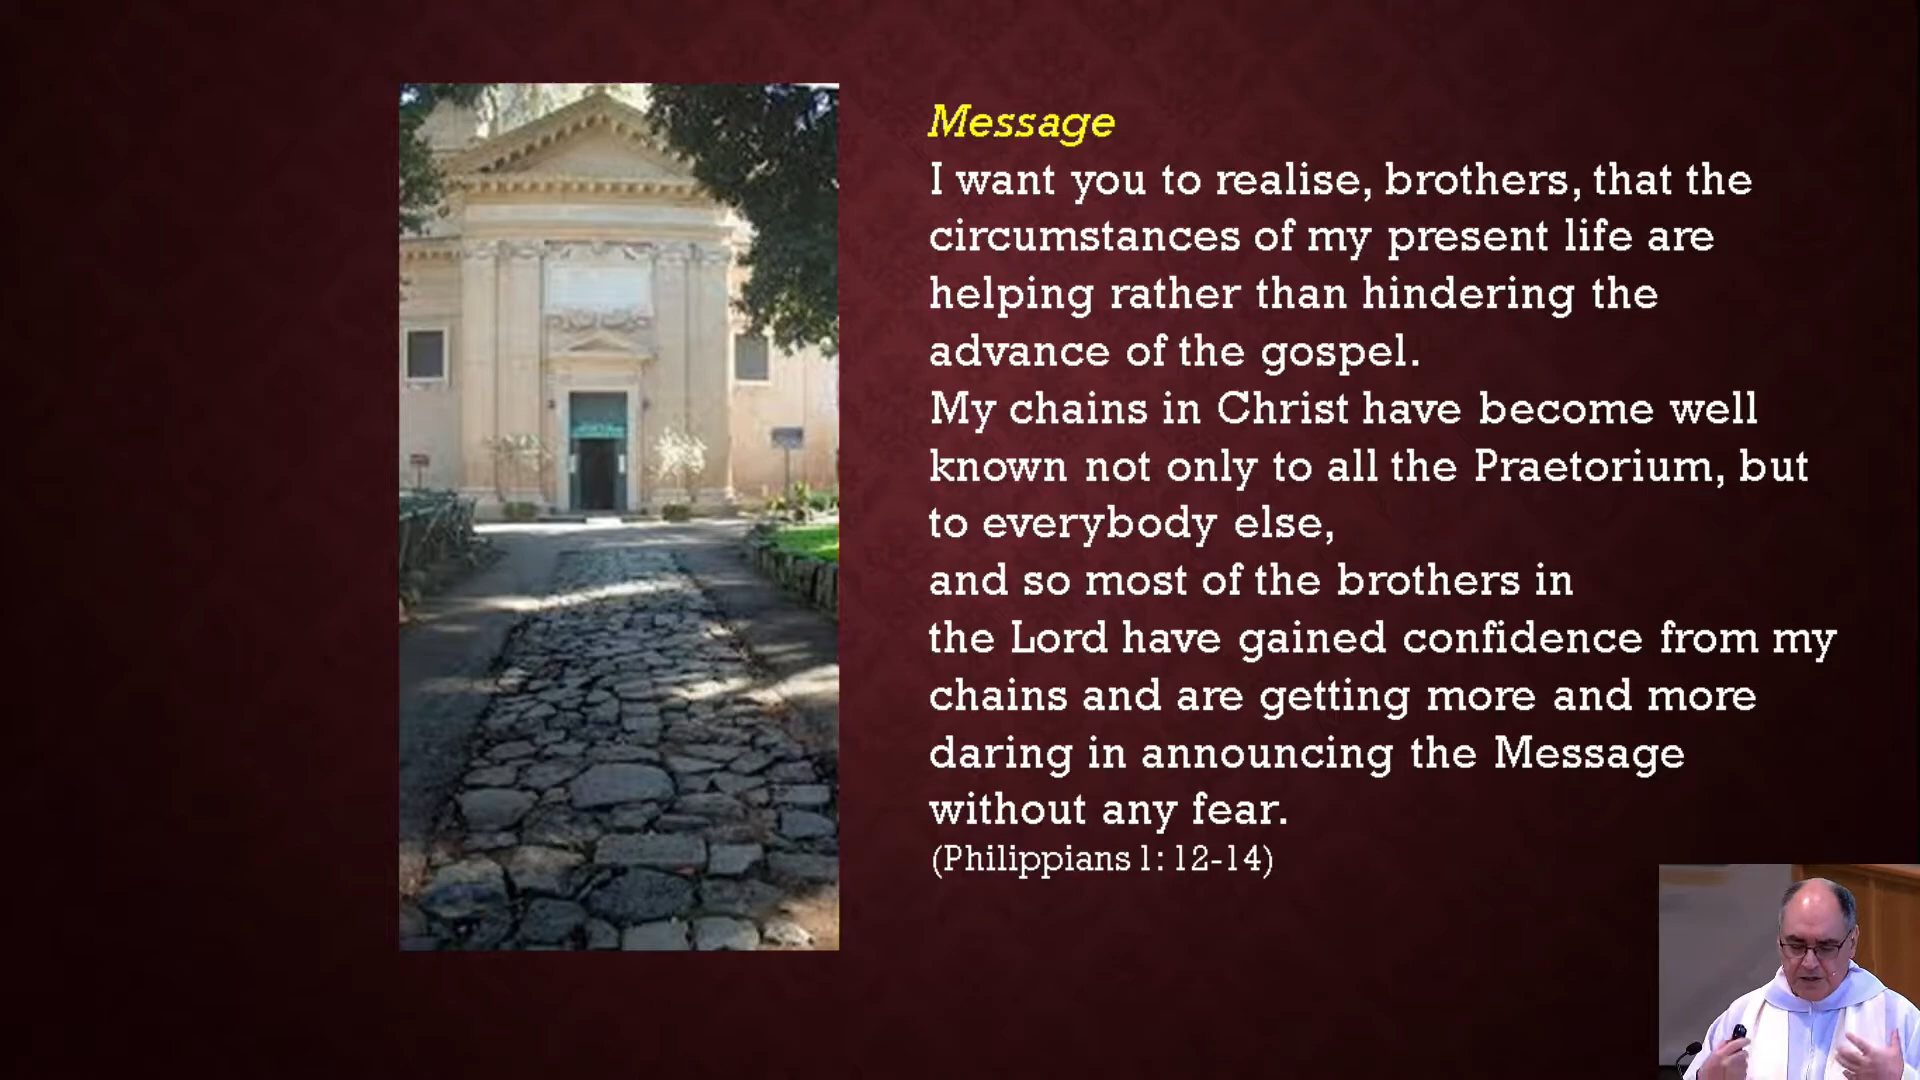 Message
I want you to realise, brothers, that the
circumstances of my present life are
helping rather than hindering the
advance of the gospel.
My chains in Christ have become well
known not only to all the Praetorium, but
to everybody else,
and so most of the brothers in
the Lord have gained confidence from my
chains and are getting more and more
daring in announcing the Message
without any fear.
(Philippians 1: 12-14)